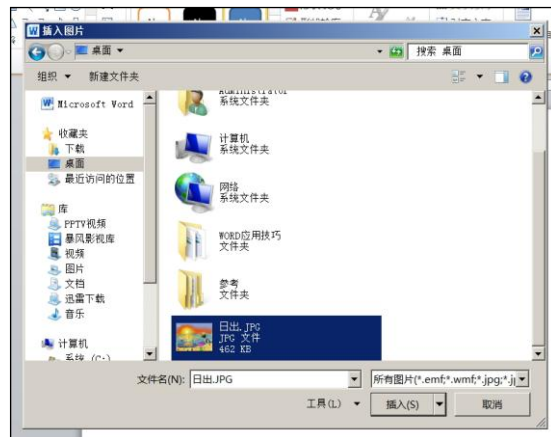 插入图片
桌面
搜索 桌面
组织 新建文件夹
Microsoft Word
收藏夹
下载
桌面
最近访问的位置
库
PPTV视频
暴风影视库
视频
图片
文档
迅雷下载
音乐
计算机
系统 (C:)
Administrator
系统文件夹
计算机
系统文件夹
网络
系统文件夹
WORD应用技巧
文件夹
参考
文件夹
日出.JPG
JPG 文件
462 KB
文件名(N): 日出.JPG
所有图片(*.emf;*.wmf;*.jpg;*.j
工具(L) 插入(S) 取消